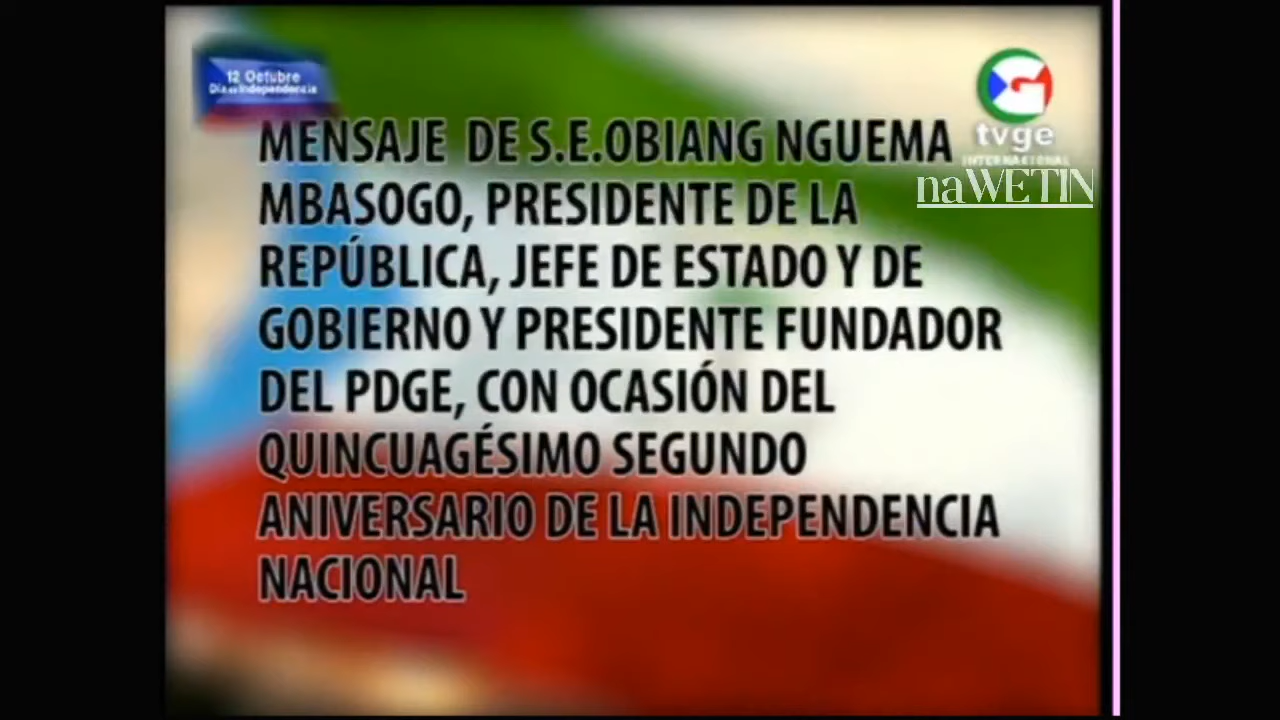 12 Octubre
Día de Independencia
MENSAJE DE S.E.OBIANG NGUEMA
MBASOGO, PRESIDENTE DE LA
REPÚBLICA, JEFE DE ESTADO Y DE
GOBIERNO Y PRESIDENTE FUNDADOR
DEL PDGE, CON OCASIÓN DEL
QUINCUAGÉSIMO SEGUNDO
ANIVERSARIO DE LA INDEPENDENCIA
NACIONAL
G
tvge
INTERNACIONAL
naWETIN